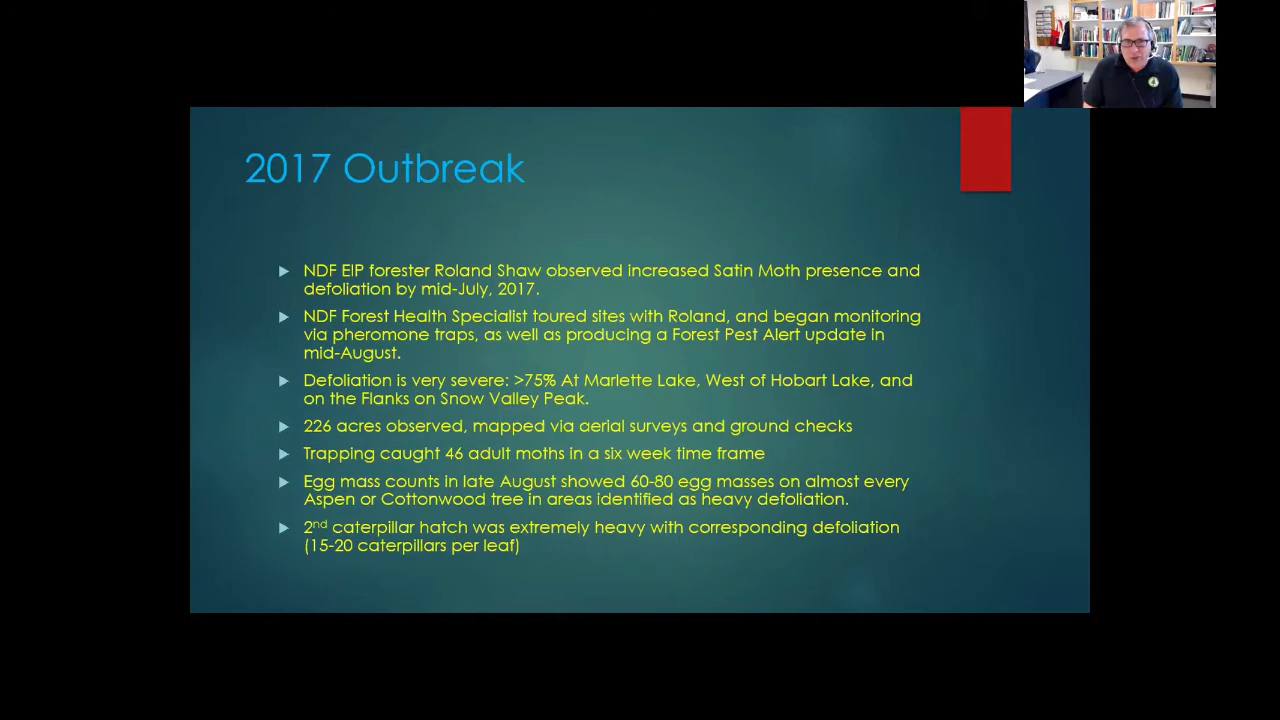 2017 Outbreak
NDF EIP forester Roland Shaw observed increased Satin Moth presence and
defoliation by mid-July, 2017.
NDF Forest Health Specialist toured sites with Roland, and began monitoring
via pheromone traps, as well as producing a Forest Pest Alert update in
mid-August.
Defoliation is very severe: >75% At Marlette Lake, West of Hobart Lake, and
on the Flanks on Snow Valley Peak.
226 acres observed, mapped via aerial surveys and ground checks
Trapping caught 46 adult moths in a six week time frame
Egg mass counts in late August showed 60-80 egg masses on almost every
Aspen or Cottonwood tree in areas identified as heavy defoliation.
2nd caterpillar hatch was extremely heavy with corresponding defoliation
(15-20 caterpillars per leaf)